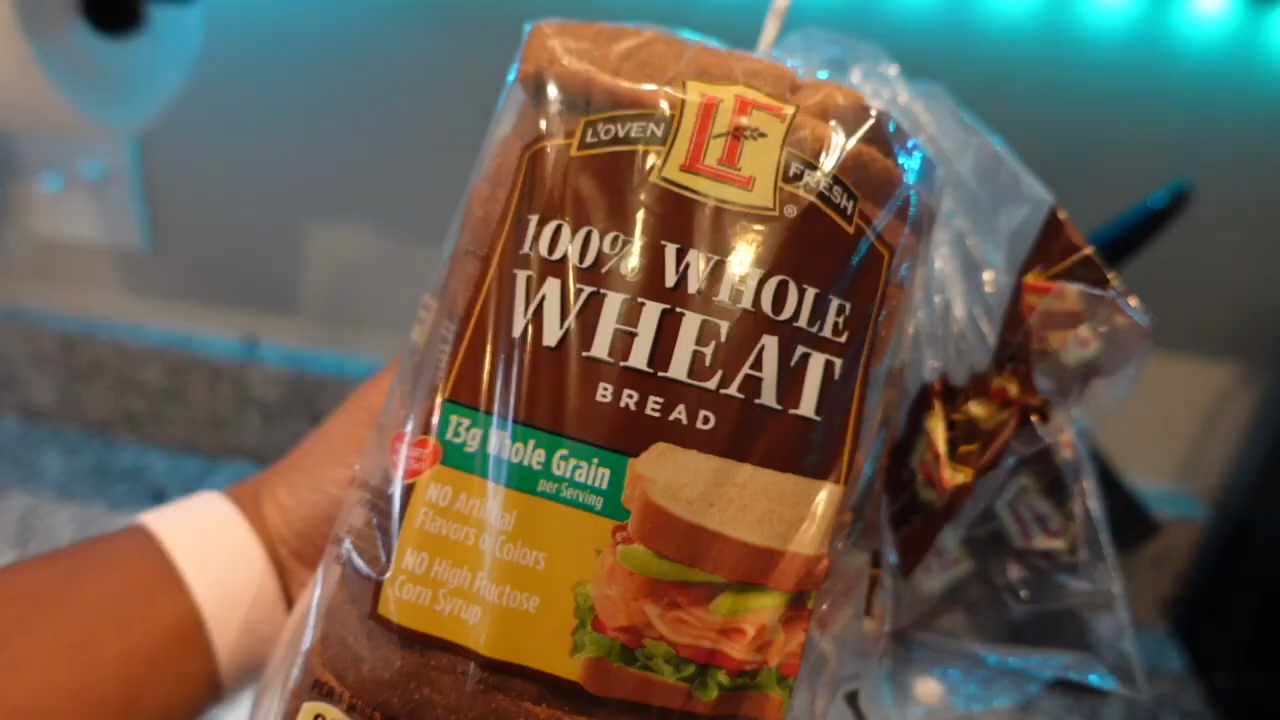 L'OVEN
LF
FRESH
®
100% WHOLE
WHEAT
BREAD
13g Whole Grain
per Serving
NO Artificial
Flavors or Colors
NO High Fructose
Corn Syrup